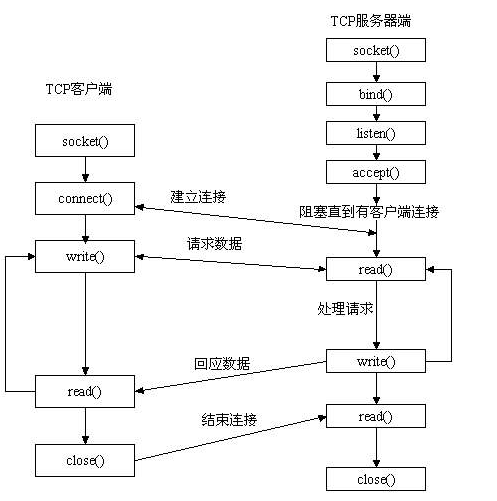 TCP服务器端
socket()
bind()
TCP客户端
listen()
socket()
accept()
connect()
建立连接
阻塞直到有客户端连接
请求数据
write()
read()
处理请求
回应数据
write()
read()
结束连接
read()
close()
close()